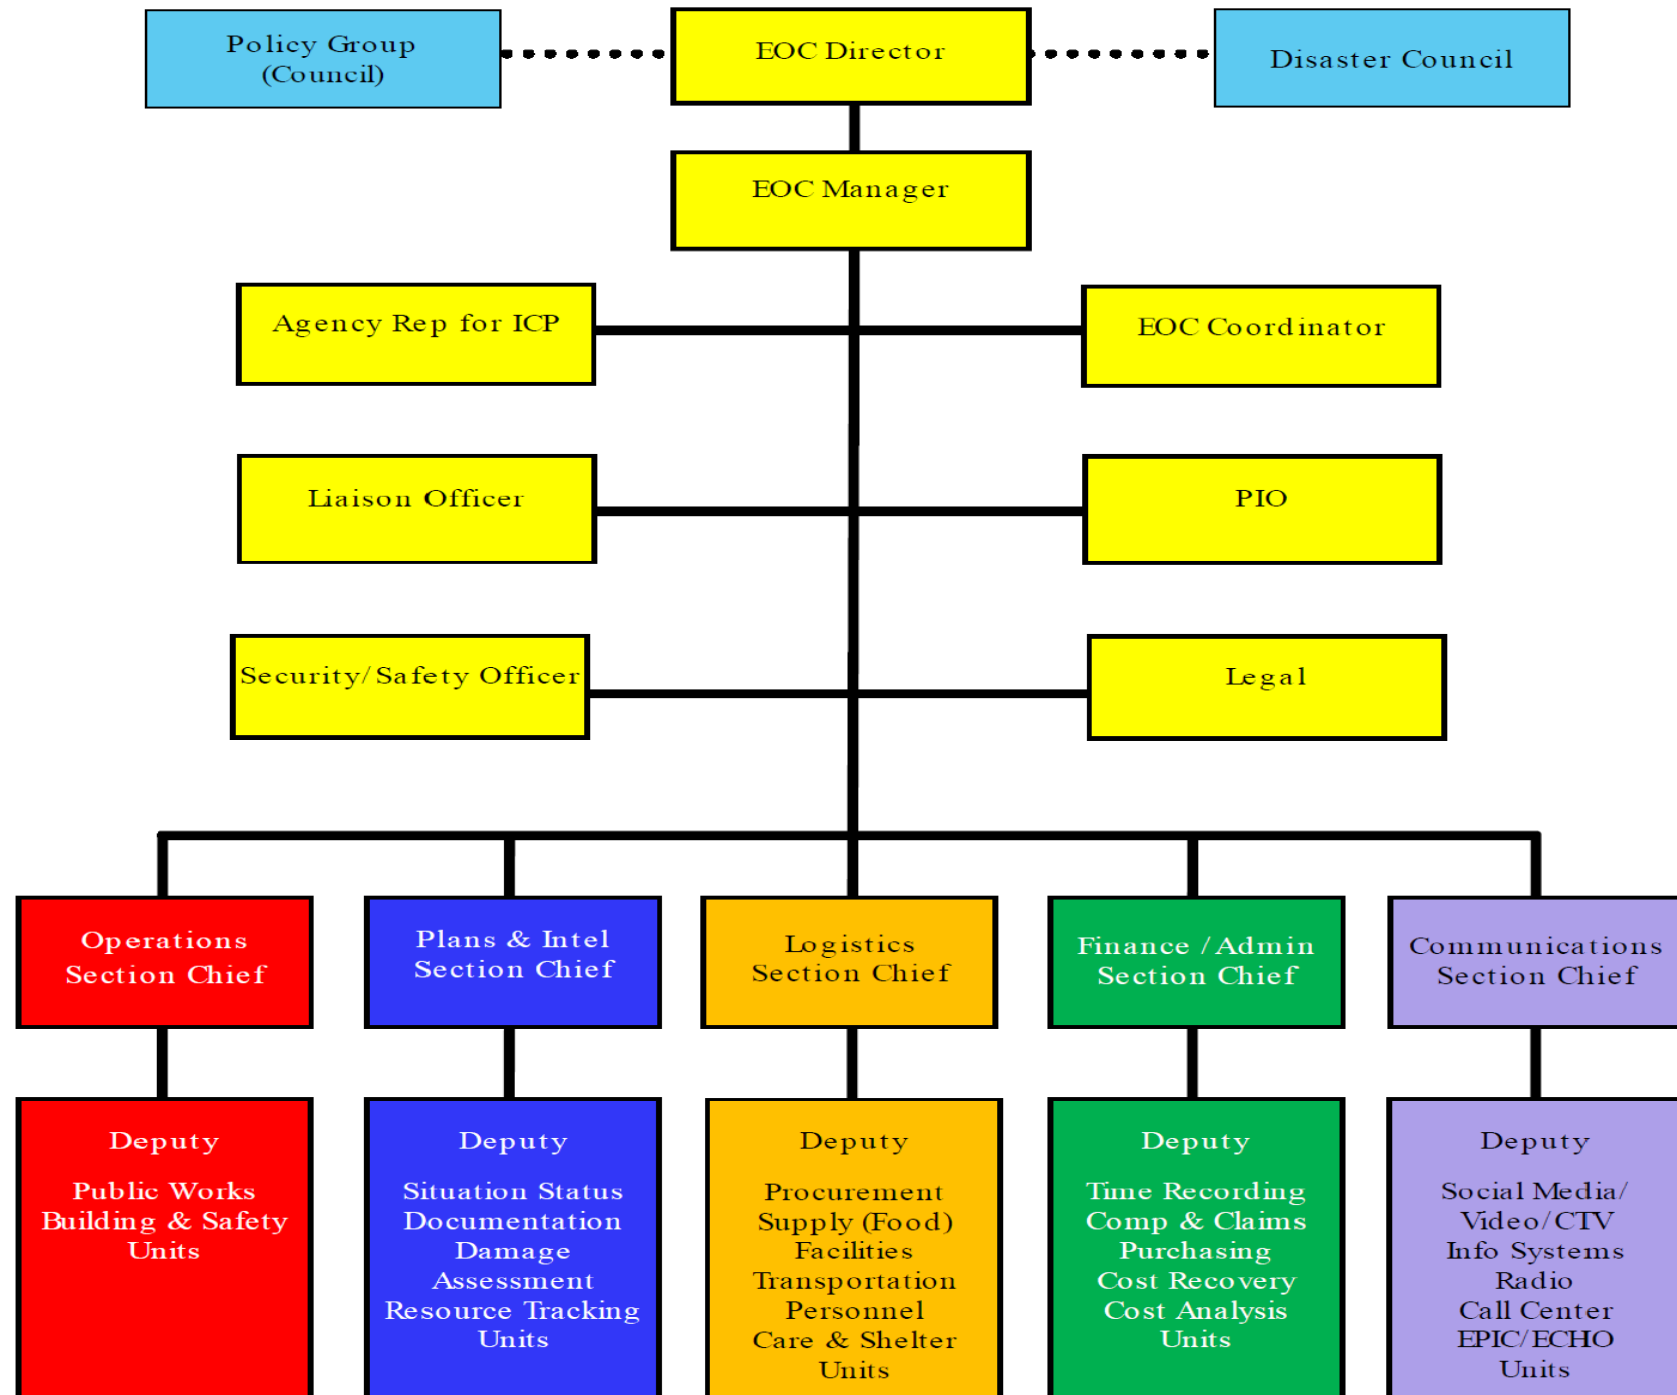 Policy Group
(Council)
EOC Director
Disaster Council
EOC Manager
Agency Rep for ICP
EOC Coordinator
Liaison Officer
PIO
Security/Safety Officer
Legal
Operations
Section Chief
Plans & Intel
Section Chief
Logistics
Section Chief
Finance / Admin
Section Chief
Communications
Section Chief
Deputy
Public Works
Building & Safety
Units
Deputy
Situation Status
Documentation
Damage
Assessment
Resource Tracking
Units
Deputy
Procurement
Supply (Food)
Facilities
Transportation
Personnel
Care & Shelter
Units
Deputy
Time Recording
Comp & Claims
Purchasing
Cost Recovery
Cost Analysis
Units
Deputy
Social Media/
Video/CTV
Info Systems
Radio
Call Center
EPIC/ECHO
Units